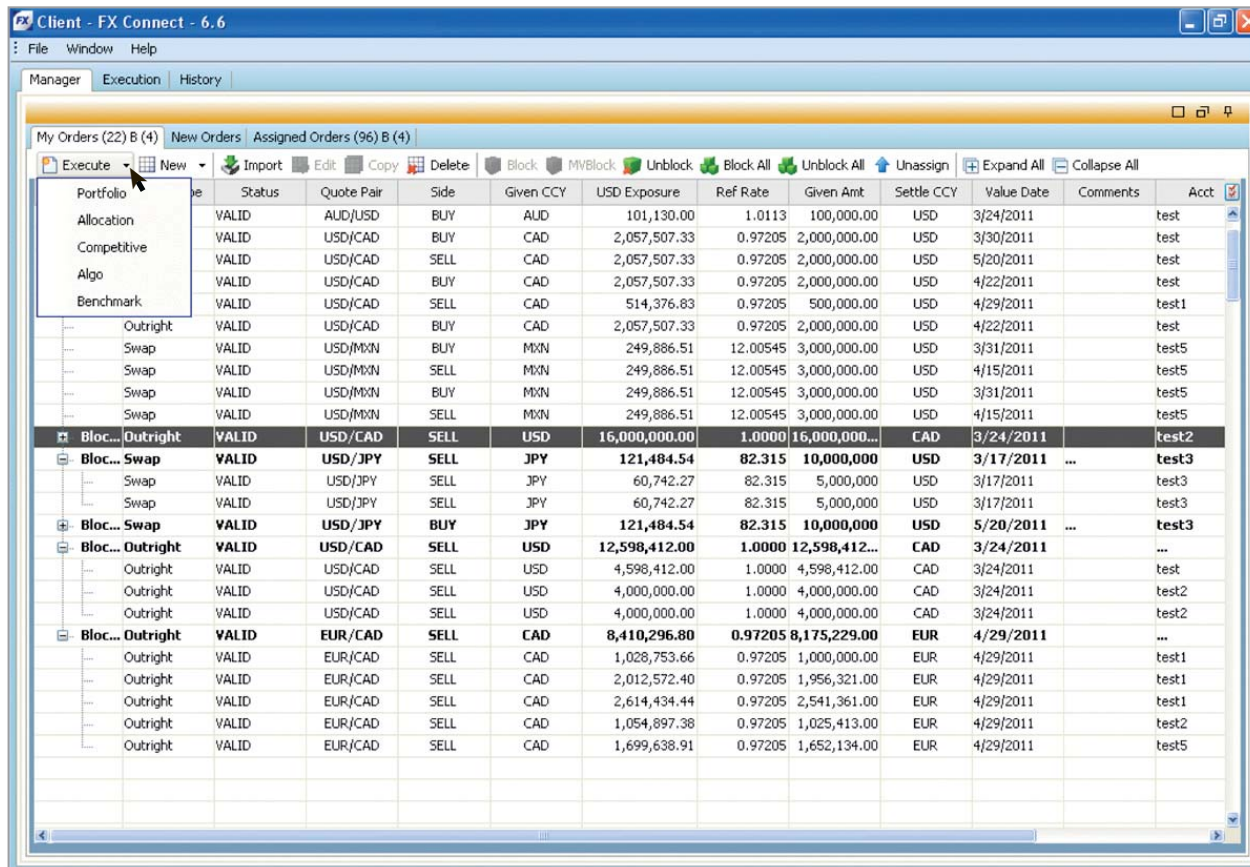 FX Client - FX Connect - 6.6
File Window Help
Manager Execution History
My Orders (22) B (4) New Orders Assigned Orders (96) B (4)
Execute New Import Edit Copy Delete Block MVBlock Unblock Block All Unblock All Unassign Expand All Collapse All
Status Quote Pair Side Given CCY USD Exposure Ref Rate Given Amt Settle CCY Value Date Comments Acct
Portfolio
Allocation
Competitive
Algo
Benchmark
VALID AUD/USD BUY AUD 101,130.00 1.0113 100,000.00 USD 3/24/2011 test
VALID USD/CAD BUY CAD 2,057,507.33 0.97205 2,000,000.00 USD 3/30/2011 test
VALID USD/CAD SELL CAD 2,057,507.33 0.97205 2,000,000.00 USD 5/20/2011 test
VALID USD/CAD BUY CAD 2,057,507.33 0.97205 2,000,000.00 USD 4/22/2011 test
VALID USD/CAD SELL CAD 514,376.83 0.97205 500,000.00 USD 4/29/2011 test1
Outright VALID USD/CAD BUY CAD 2,057,507.33 0.97205 2,000,000.00 USD 4/22/2011 test
Swap VALID USD/MXN BUY MXN 249,886.51 12.00545 3,000,000.00 USD 3/31/2011 test5
Swap VALID USD/MXN SELL MXN 249,886.51 12.00545 3,000,000.00 USD 4/15/2011 test5
Swap VALID USD/MXN BUY MXN 249,886.51 12.00545 3,000,000.00 USD 3/31/2011 test5
Swap VALID USD/MXN SELL MXN 249,886.51 12.00545 3,000,000.00 USD 4/15/2011 test5
Bloc... Outright VALID USD/CAD SELL USD 16,000,000.00 1.0000 16,000,000... CAD 3/24/2011 test2
Bloc... Swap VALID USD/JPY SELL JPY 121,484.54 82.315 10,000,000 USD 3/17/2011 ... test3
Swap VALID USD/JPY SELL JPY 60,742.27 82.315 5,000,000 USD 3/17/2011 test3
Swap VALID USD/JPY SELL JPY 60,742.27 82.315 5,000,000 USD 3/17/2011 test3
Bloc... Swap VALID USD/JPY BUY JPY 121,484.54 82.315 10,000,000 USD 5/20/2011 ... test3
Bloc... Outright VALID USD/CAD SELL USD 12,598,412.00 1.0000 12,598,412... CAD 3/24/2011 ...
Outright VALID USD/CAD SELL USD 4,598,412.00 1.0000 4,598,412.00 CAD 3/24/2011 test
Outright VALID USD/CAD SELL USD 4,000,000.00 1.0000 4,000,000.00 CAD 3/24/2011 test2
Outright VALID USD/CAD SELL USD 4,000,000.00 1.0000 4,000,000.00 CAD 3/24/2011 test2
Bloc... Outright VALID EUR/CAD SELL CAD 8,410,296.80 0.97205 8,175,229.00 EUR 4/29/2011 ...
Outright VALID EUR/CAD SELL CAD 1,028,753.66 0.97205 1,000,000.00 EUR 4/29/2011 test1
Outright VALID EUR/CAD SELL CAD 2,012,572.40 0.97205 1,956,321.00 EUR 4/29/2011 test1
Outright VALID EUR/CAD SELL CAD 2,614,434.44 0.97205 2,541,361.00 EUR 4/29/2011 test1
Outright VALID EUR/CAD SELL CAD 1,054,897.38 0.97205 1,025,413.00 EUR 4/29/2011 test2
Outright VALID EUR/CAD SELL CAD 1,699,638.91 0.97205 1,652,134.00 EUR 4/29/2011 test5